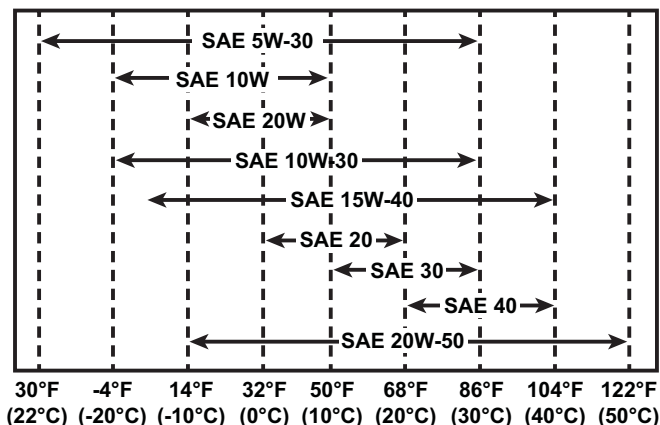 SAE 5W-30
SAE 10W
SAE 20W
SAE 10W-30
SAE 15W-40
SAE 20
SAE 30
SAE 40
SAE 20W-50
30°F -4°F 14°F 32°F 50°F 68°F 86°F 104°F 122°F
(22°C) (-20°C) (-10°C) (0°C) (10°C) (20°C) (30°C) (40°C) (50°C)